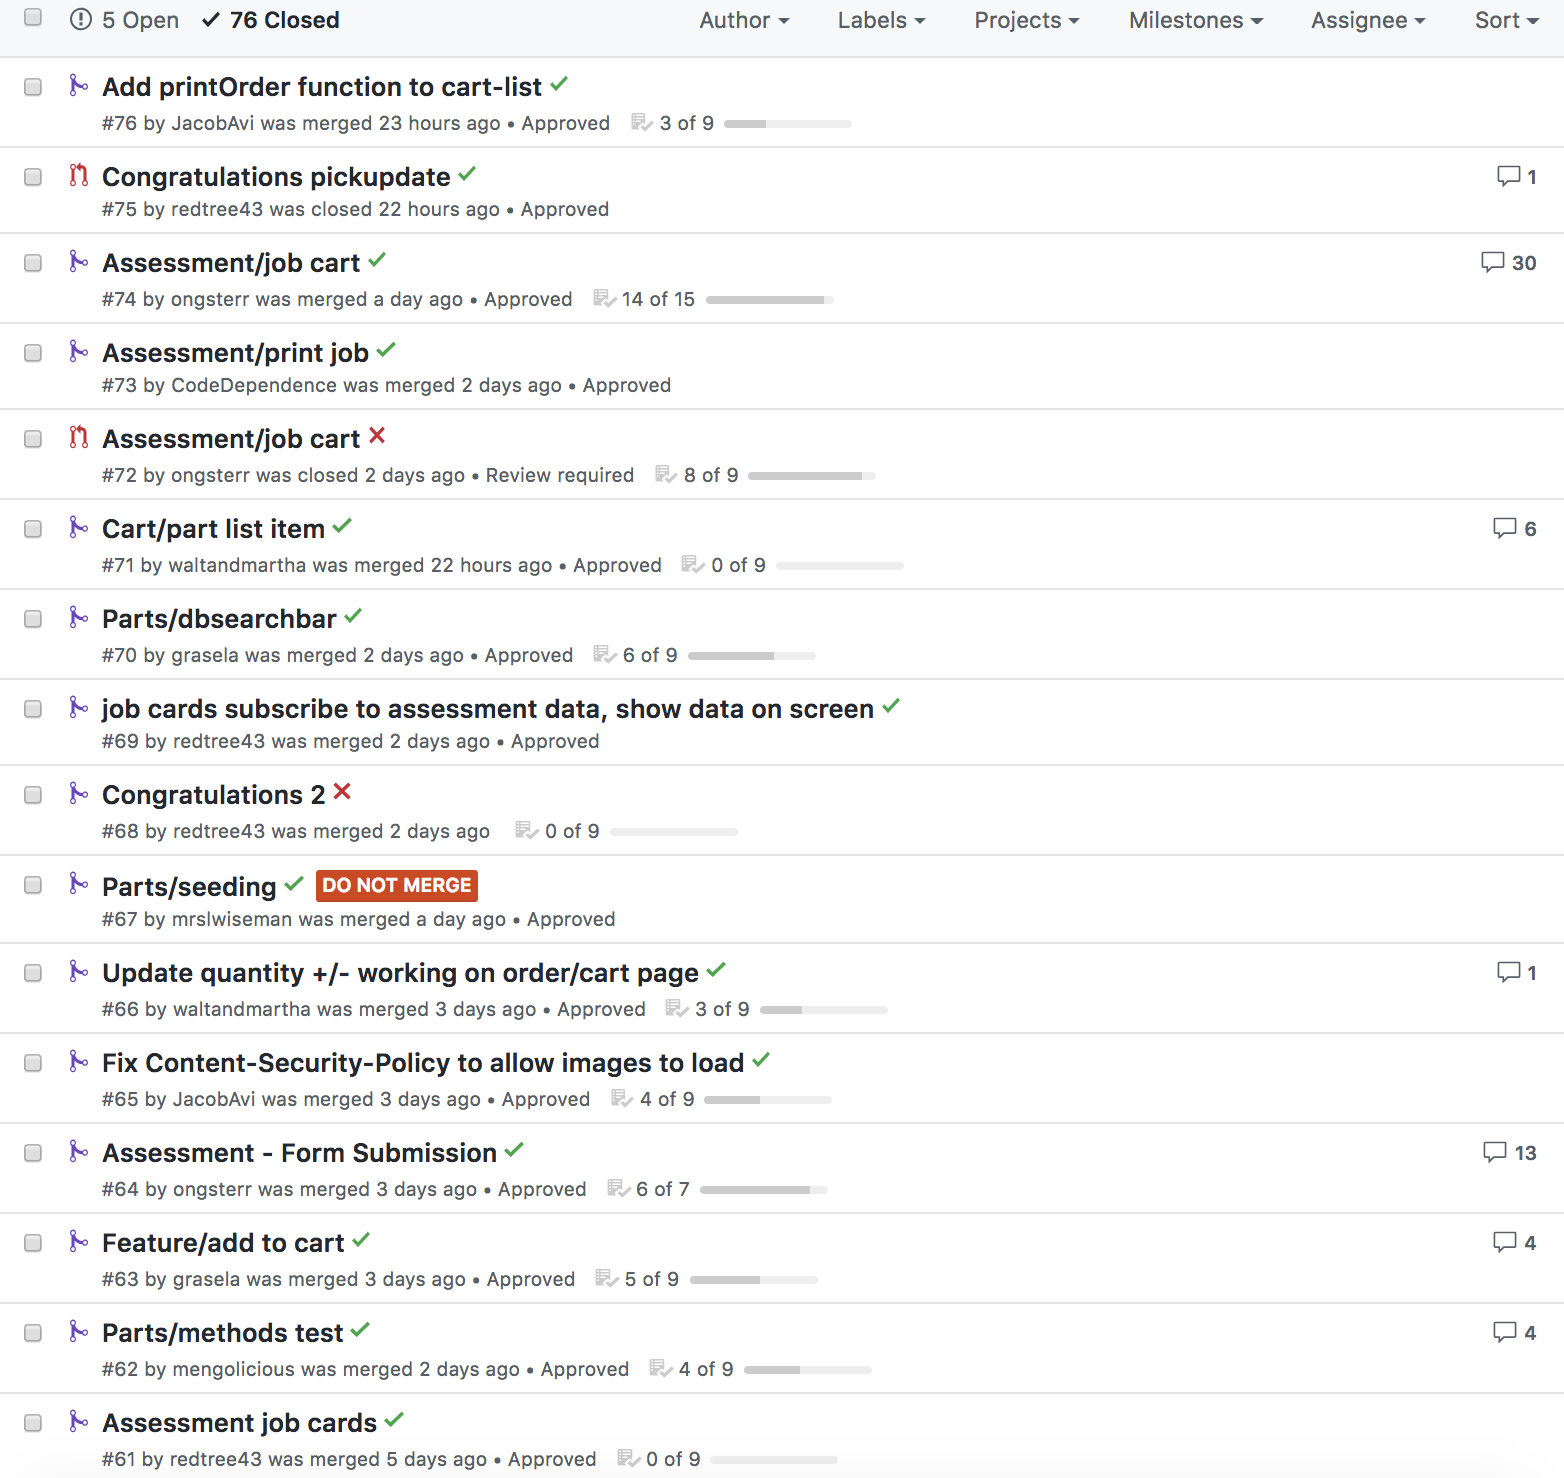 5 Open 76 Closed Author Labels Projects Milestones Assignee Sort
Add printOrder function to cart-list
#76 by JacobAvi was merged 23 hours ago • Approved 3 of 9
Congratulations pickupdate 1
#75 by redtree43 was closed 22 hours ago • Approved
Assessment/job cart 30
#74 by ongsterr was merged a day ago • Approved 14 of 15
Assessment/print job
#73 by CodeDependence was merged 2 days ago • Approved
Assessment/job cart
#72 by ongsterr was closed 2 days ago • Review required 8 of 9
Cart/part list item 6
#71 by waltandmartha was merged 22 hours ago • Approved 0 of 9
Parts/dbsearchbar
#70 by grasela was merged 2 days ago • Approved 6 of 9
job cards subscribe to assessment data, show data on screen
#69 by redtree43 was merged 2 days ago • Approved
Congratulations 2
#68 by redtree43 was merged 2 days ago 0 of 9
Parts/seeding DO NOT MERGE
#67 by mrslwiseman was merged a day ago • Approved
Update quantity +/- working on order/cart page 1
#66 by waltandmartha was merged 3 days ago • Approved 3 of 9
Fix Content-Security-Policy to allow images to load
#65 by JacobAvi was merged 3 days ago • Approved 4 of 9
Assessment - Form Submission 13
#64 by ongsterr was merged 3 days ago • Approved 6 of 7
Feature/add to cart 4
#63 by grasela was merged 3 days ago • Approved 5 of 9
Parts/methods test 4
#62 by mengolicious was merged 2 days ago • Approved 4 of 9
Assessment job cards
#61 by redtree43 was merged 5 days ago • Approved 0 of 9